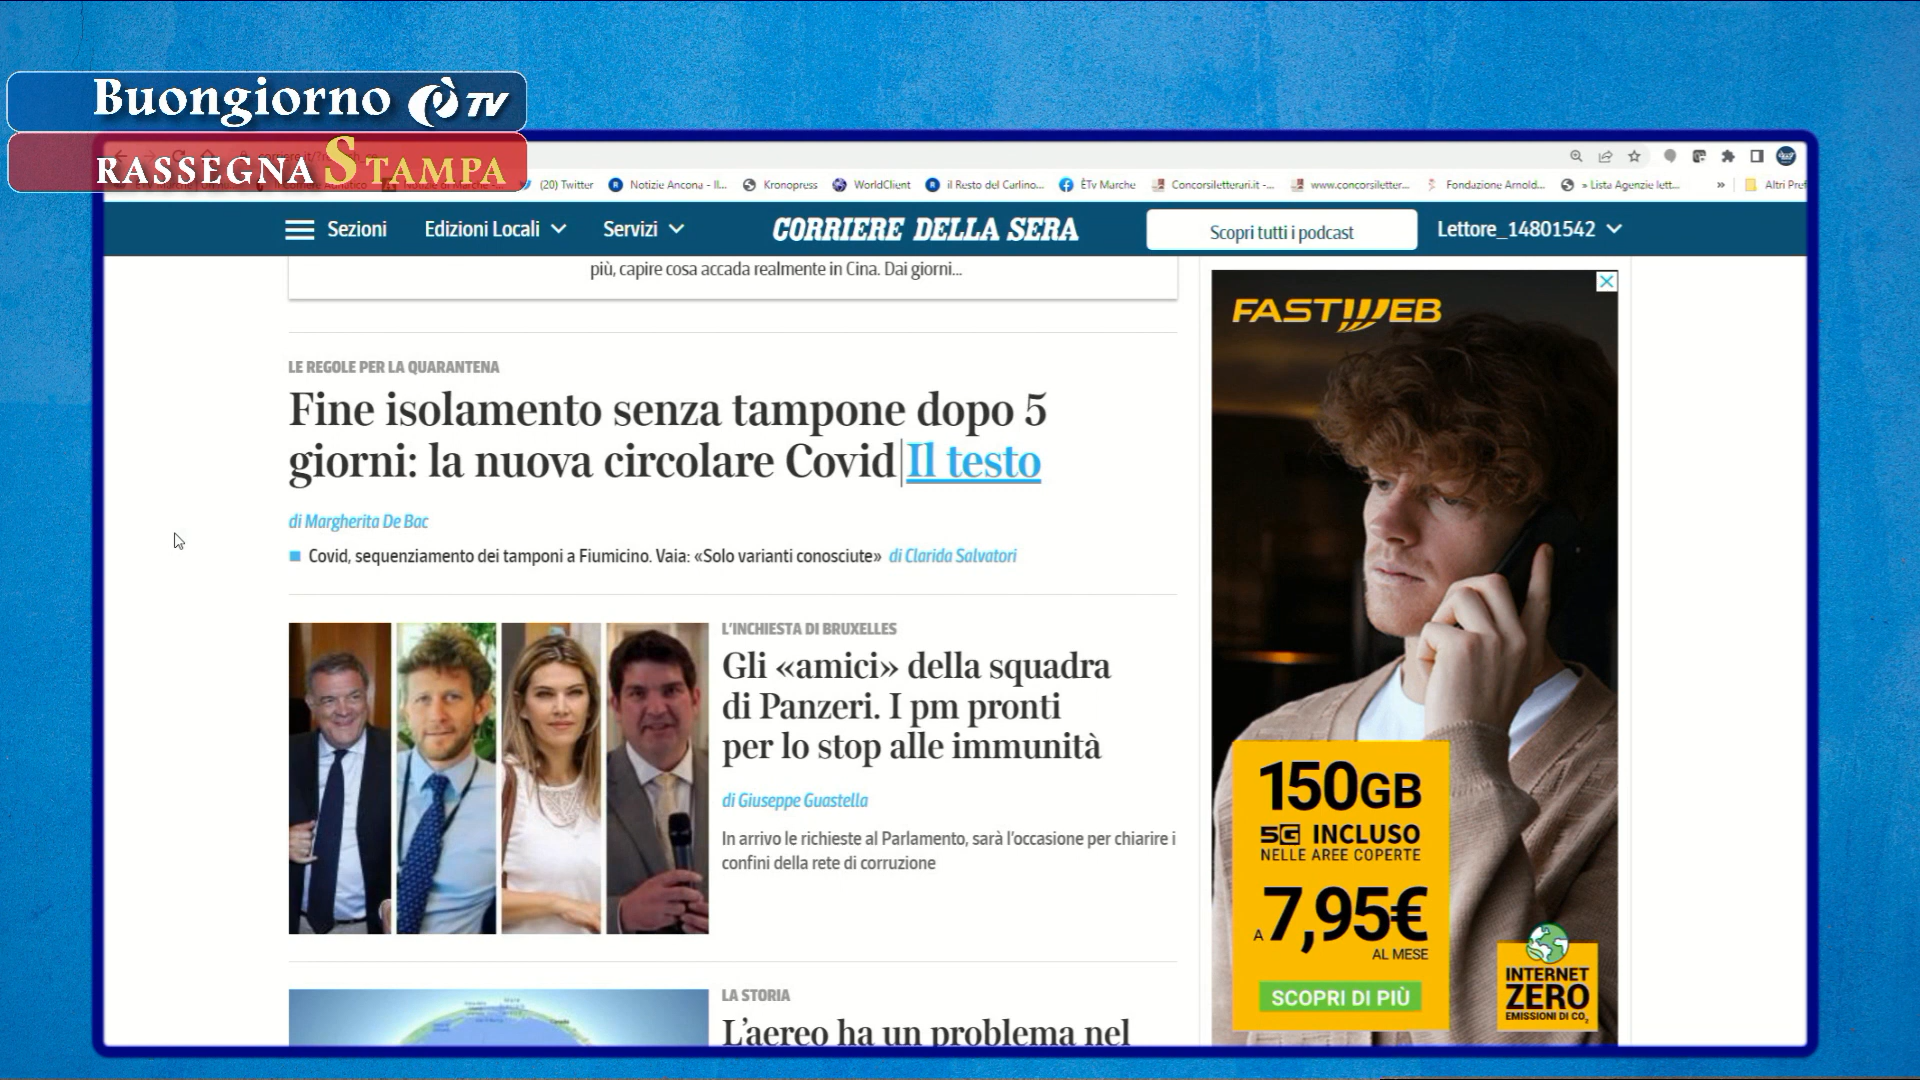 Buongiorno èTV
RASSEGNA STAMPA
(20) Twitter
Notizie Ancona - Il...
Kronopress
WorldClient
il Resto del Carlino...
ÈTv Marche
Concorsiletterari.it -...
www.concorsiletter...
Fondazione Arnold...
» Lista Agenzie lett...
»
Altri Pref
Sezioni
Edizioni Locali
Servizi
CORRIERE DELLA SERA
Scopri tutti i podcast
Lettore_14801542
più, capire cosa accada realmente in Cina. Dai giorni...
LE REGOLE PER LA QUARANTENA
Fine isolamento senza tampone dopo 5
giorni: la nuova circolare Covid|Il testo
di Margherita De Bac
Covid, sequenziamento dei tamponi a Fiumicino. Vaia: «Solo varianti conosciute» di Clarida Salvatori
L'INCHIESTA DI BRUXELLES
Gli «amici» della squadra
di Panzeri. I pm pronti
per lo stop alle immunità
di Giuseppe Guastella
In arrivo le richieste al Parlamento, sarà l'occasione per chiarire i
confini della rete di corruzione
LA STORIA
L'aereo ha un problema nel
FASTWEB
150GB
5G INCLUSO
NELLE AREE COPERTE
A 7,95€
AL MESE
SCOPRI DI PIÙ
INTERNET
ZERO
EMISSIONI DI CO2